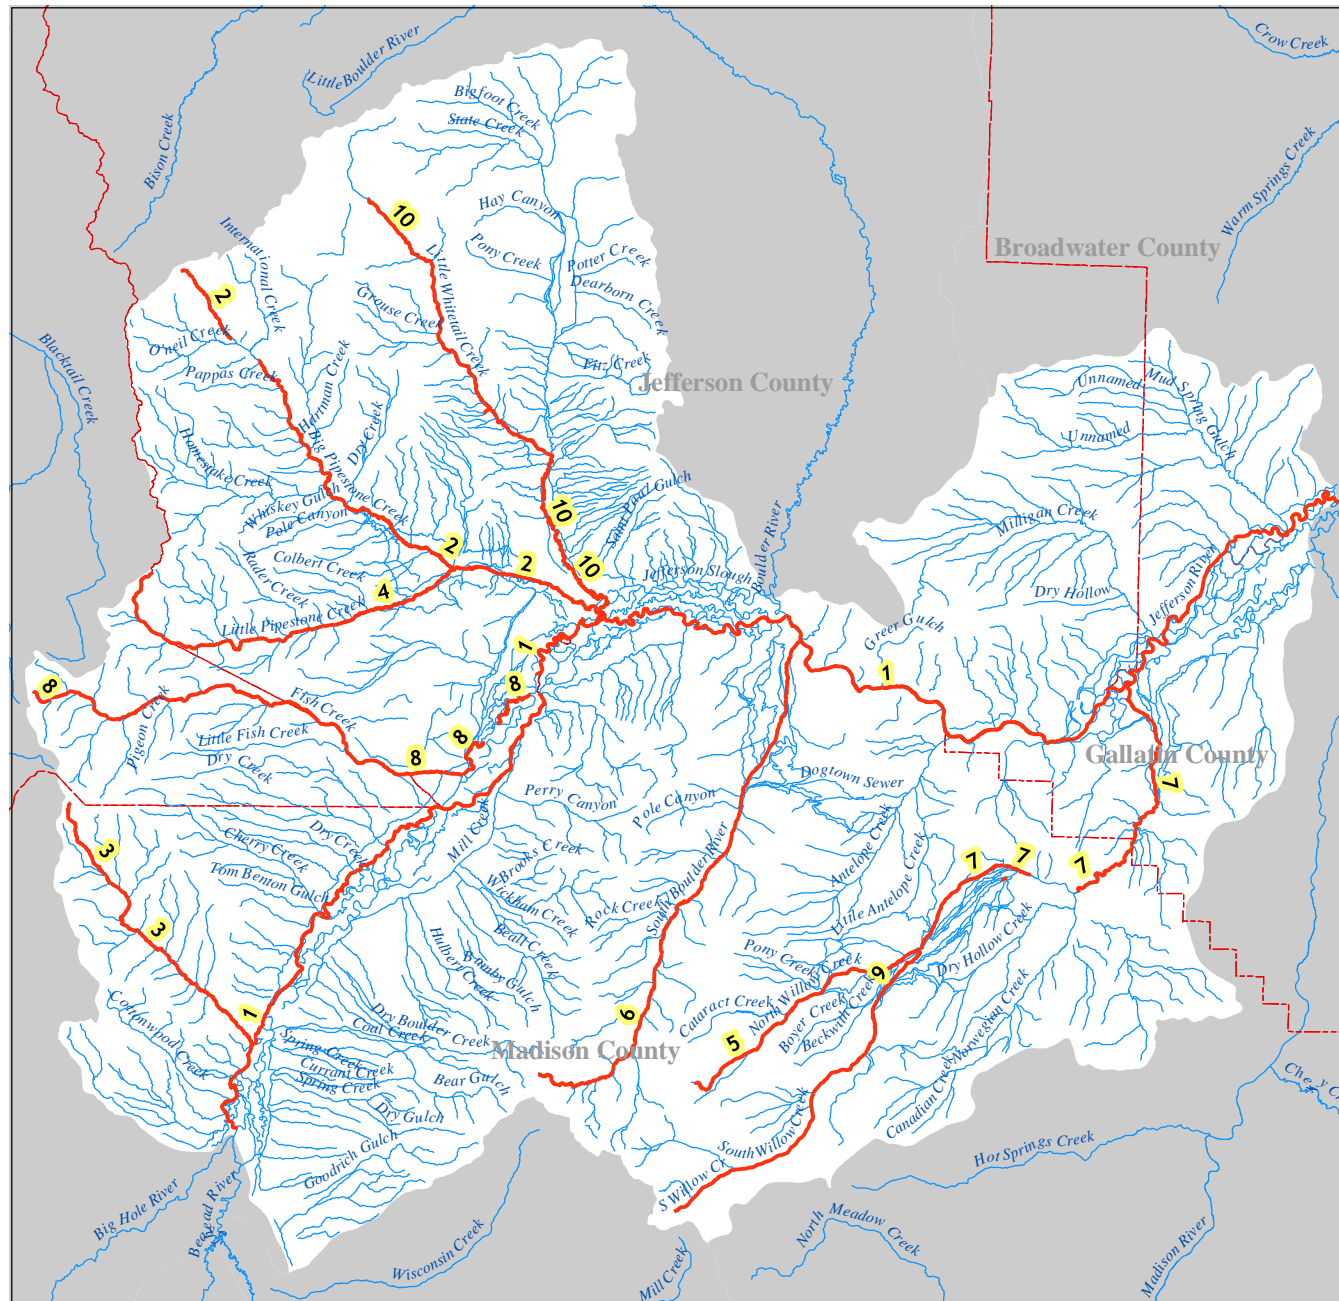 Crow Creek
Little Boulder River
Bigfoot Creek
State Creek
Bison Creek
Warm Springs Creek
Hay Canyon
10
International Creek
Little Whitetail Creek
Pony Creek
Potter Creek
Broadwater County
Dearborn Creek
2
Grouse Creek
O'neil Creek
Blacktail Creek
Pappas Creek
Hartman Creek
Fitz Creek
Jefferson County
Unnamed
Mud Spring Gulch
Unnamed
Dry Creek
Big Pipestone Creek
Homestake Creek
Whiskey Gulch
Pole Canyon
10
Saint Paul Gulch
Milligan Creek
Boulder River
2
2
10
Colbert Creek
Rader Creek
4
Jefferson Slough
Jefferson River
Dry Hollow
Little Pipestone Creek
Greer Gulch
1
1
8
8
Fish Creek
Pigeon Creek
Little Fish Creek
8
Dry Creek
8
Gallatin County
7
Dogtown Sewer
Perry Canyon
Pole Canyon
Mill Creek
Antelope Creek
Cherry Creek
Dry Creek
3
Brooks Creek
Little Antelope Creek
7
7
7
Tom Benton Gulch
Wickham Creek
Rock Creek
South Boulder River
3
Hulbert Creek
Beall Creek
Bumby Gulch
Pony Creek
North Willow Creek
9
Dry Hollow Creek
Cottonwood Creek
1
Dry Boulder Creek
Coal Creek
6
Cataract Creek
Boyer Creek
Beckwith Creek
Norwegian Creek
5
Madison County
Spring Creek
Currant Creek
Spring Creek
Bear Gulch
Canadian Creek
Dry Gulch
South Willow Creek
Goodrich Gulch
S Willow Cr
Hot Springs Creek
Big Hole River
North Meadow Creek
Wisconsin Creek
Mill Creek
Madison River